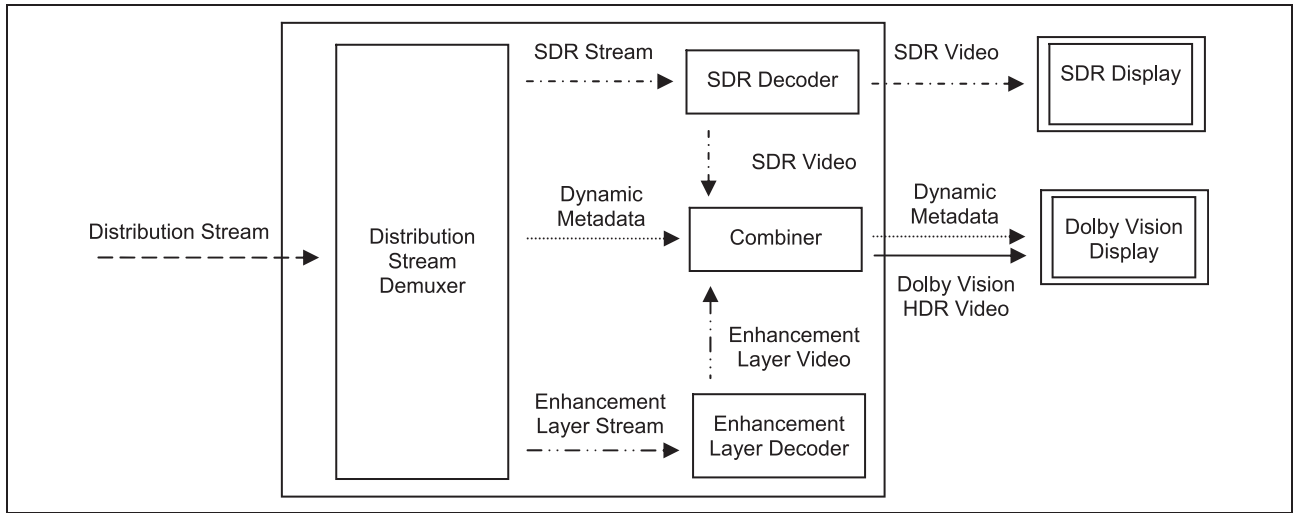 SDR Stream
SDR Decoder
SDR Video
SDR Display
SDR Video
Distribution Stream
Distribution
Stream
Demuxer
Dynamic
Metadata
Combiner
Dynamic
Metadata
Dolby Vision
HDR Video
Dolby Vision
Display
Enhancement
Layer Video
Enhancement
Layer Stream
Enhancement
Layer Decoder